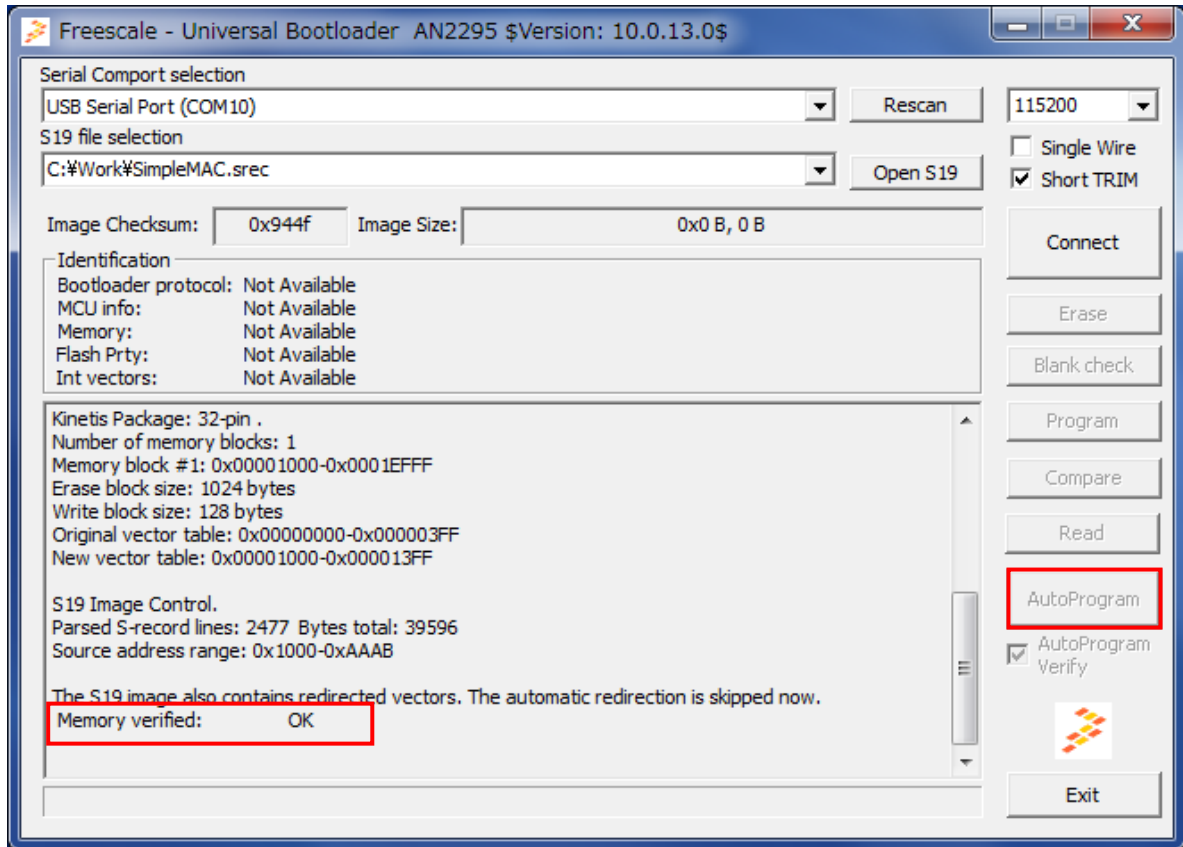 Freescale - Universal Bootloader  AN2295 $Version: 10.0.13.0$
Serial Comport selection
USB Serial Port (COM10)
Rescan
115200
S19 file selection
C:¥Work¥SimpleMAC.srec
Open S19
Single Wire
Short TRIM
Image Checksum: 0x944f Image Size: 0x0 B, 0 B
Connect
Identification
Bootloader protocol: Not Available
MCU info: Not Available
Memory: Not Available
Flash Prty: Not Available
Int vectors: Not Available
Erase
Blank check
Kinetis Package: 32-pin .
Number of memory blocks: 1
Memory block #1: 0x00001000-0x0001EFFF
Erase block size: 1024 bytes
Write block size: 128 bytes
Original vector table: 0x00000000-0x000003FF
New vector table: 0x00001000-0x000013FF
S19 Image Control.
Parsed S-record lines: 2477  Bytes total: 39596
Source address range: 0x1000-0xAAAB
The S19 image also contains redirected vectors. The automatic redirection is skipped now.
Memory verified: OK
Program
Compare
Read
AutoProgram
AutoProgram
Verify
Exit